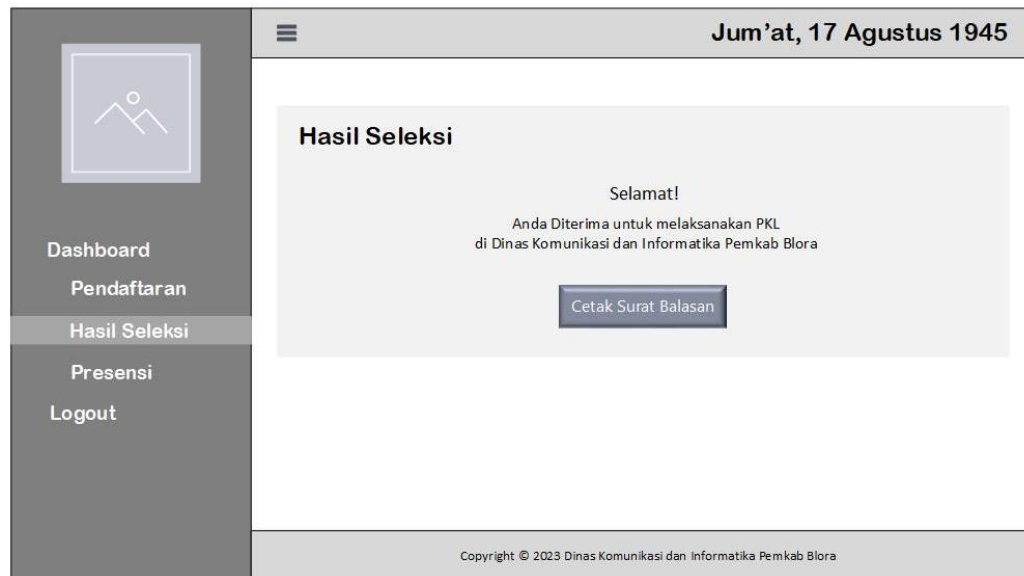 Jum’at, 17 Agustus 1945
Dashboard
Pendaftaran
Hasil Seleksi
Presensi
Logout
Hasil Seleksi
Selamat!
Anda Diterima untuk melaksanakan PKL
di Dinas Komunikasi dan Informatika Pemkab Blora
Cetak Surat Balasan
Copyright © 2023 Dinas Komunikasi dan Informatika Pemkab Blora